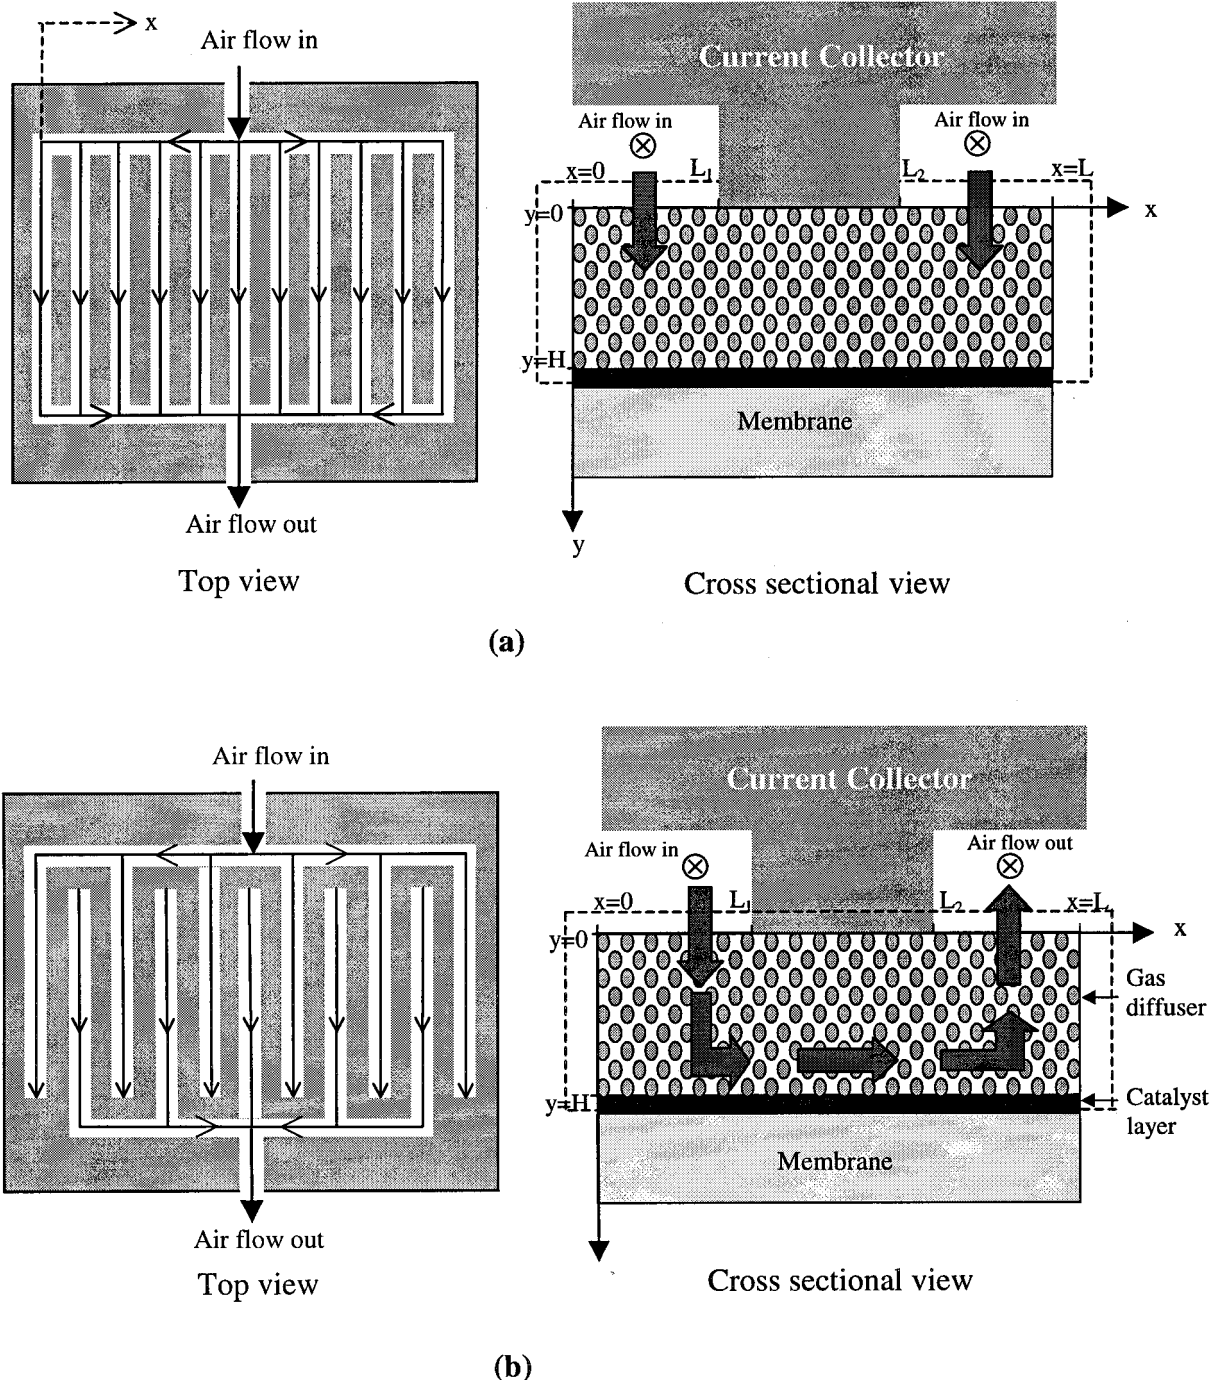 x
Air flow in
Air flow out
Top view
Current Collector
Air flow in
Air flow in
x=0
L₁
L₂
x=L
y=0
x
y=H
Membrane
y
Cross sectional view
(a)
Air flow in
Air flow out
Top view
Current Collector
Air flow in
Air flow out
x=0
L₁
L₂
x=L
y=0
x
Gas
diffuser
y=H
Catalyst
layer
Membrane
Cross sectional view
(b)